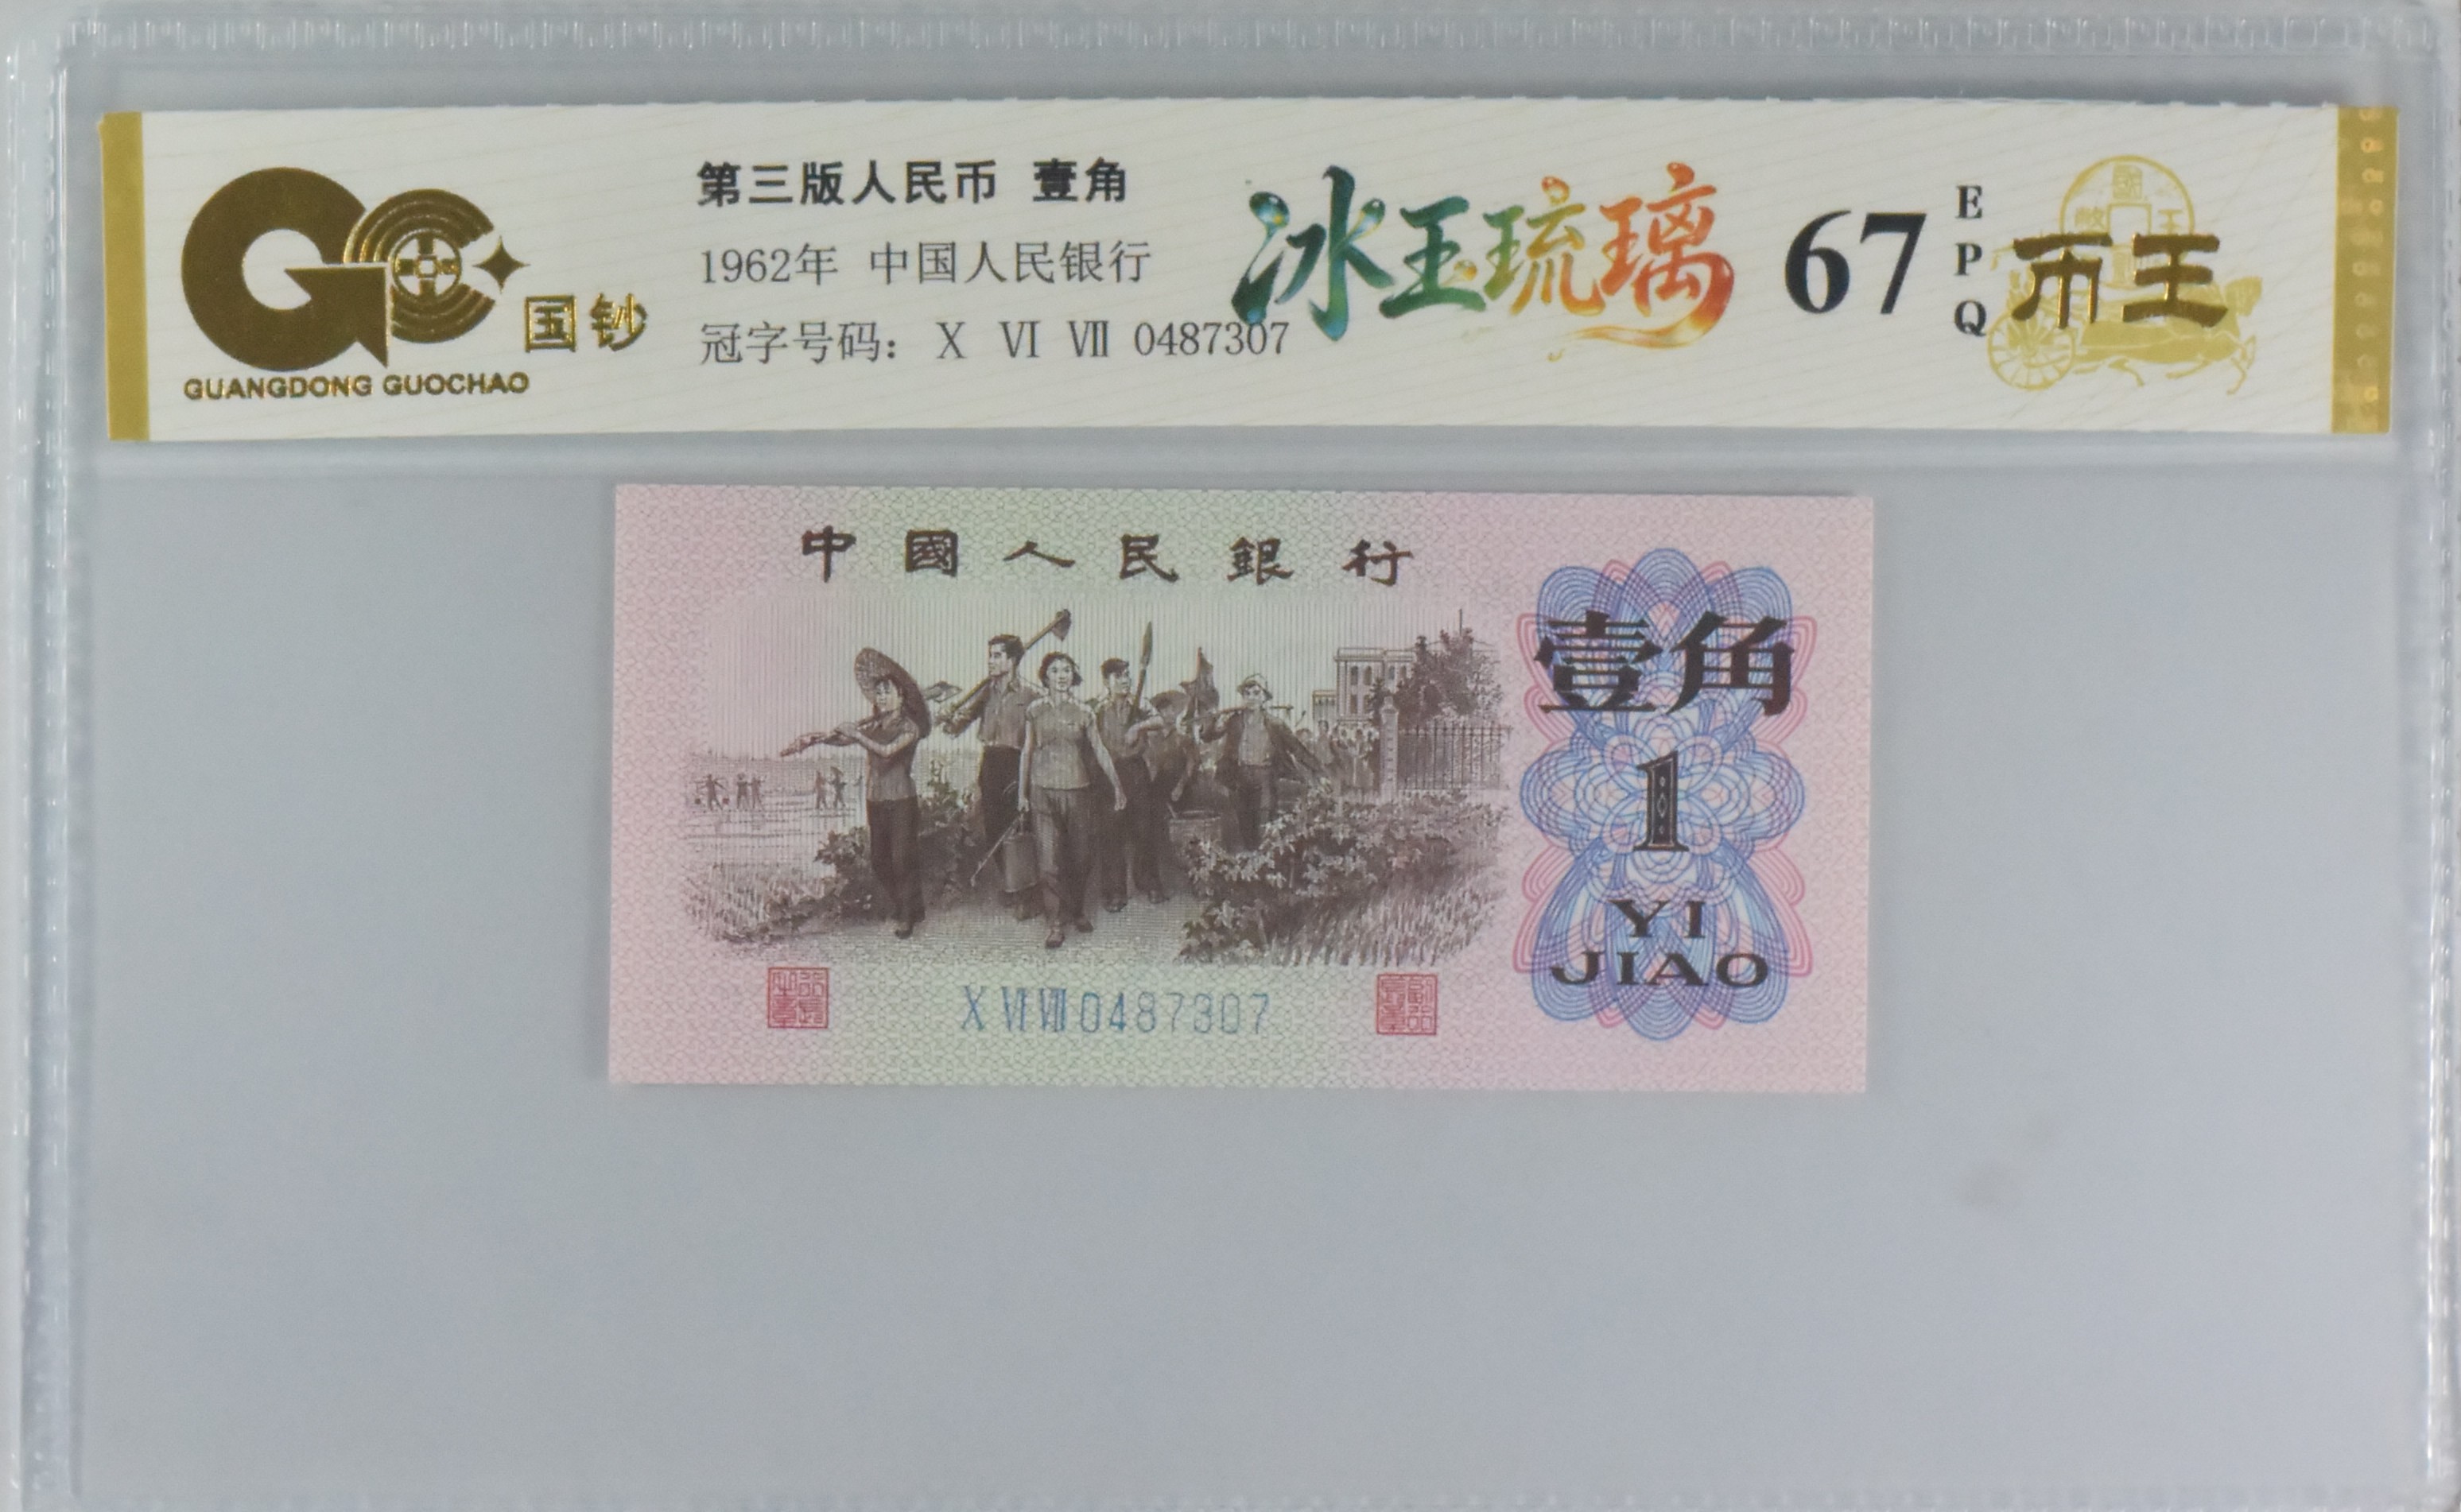 国钞
GUANGDONG GUOCHAO
第三版人民币 壹角
1962年 中国人民银行
冠字号码： X VI VII 0487307
冰玉琉璃
67
EPQ
币王
中國人民銀行
壹角
1
YI
JIAO
X VI VII 0487307